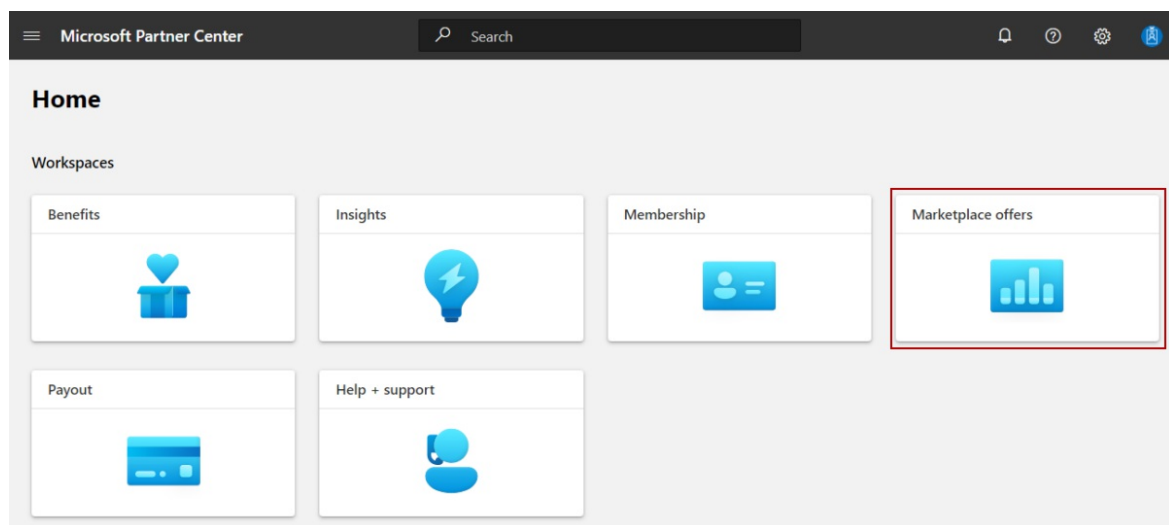 Microsoft Partner Center
Search
Home
Workspaces
Benefits
Insights
Membership
Marketplace offers
Payout
Help + support